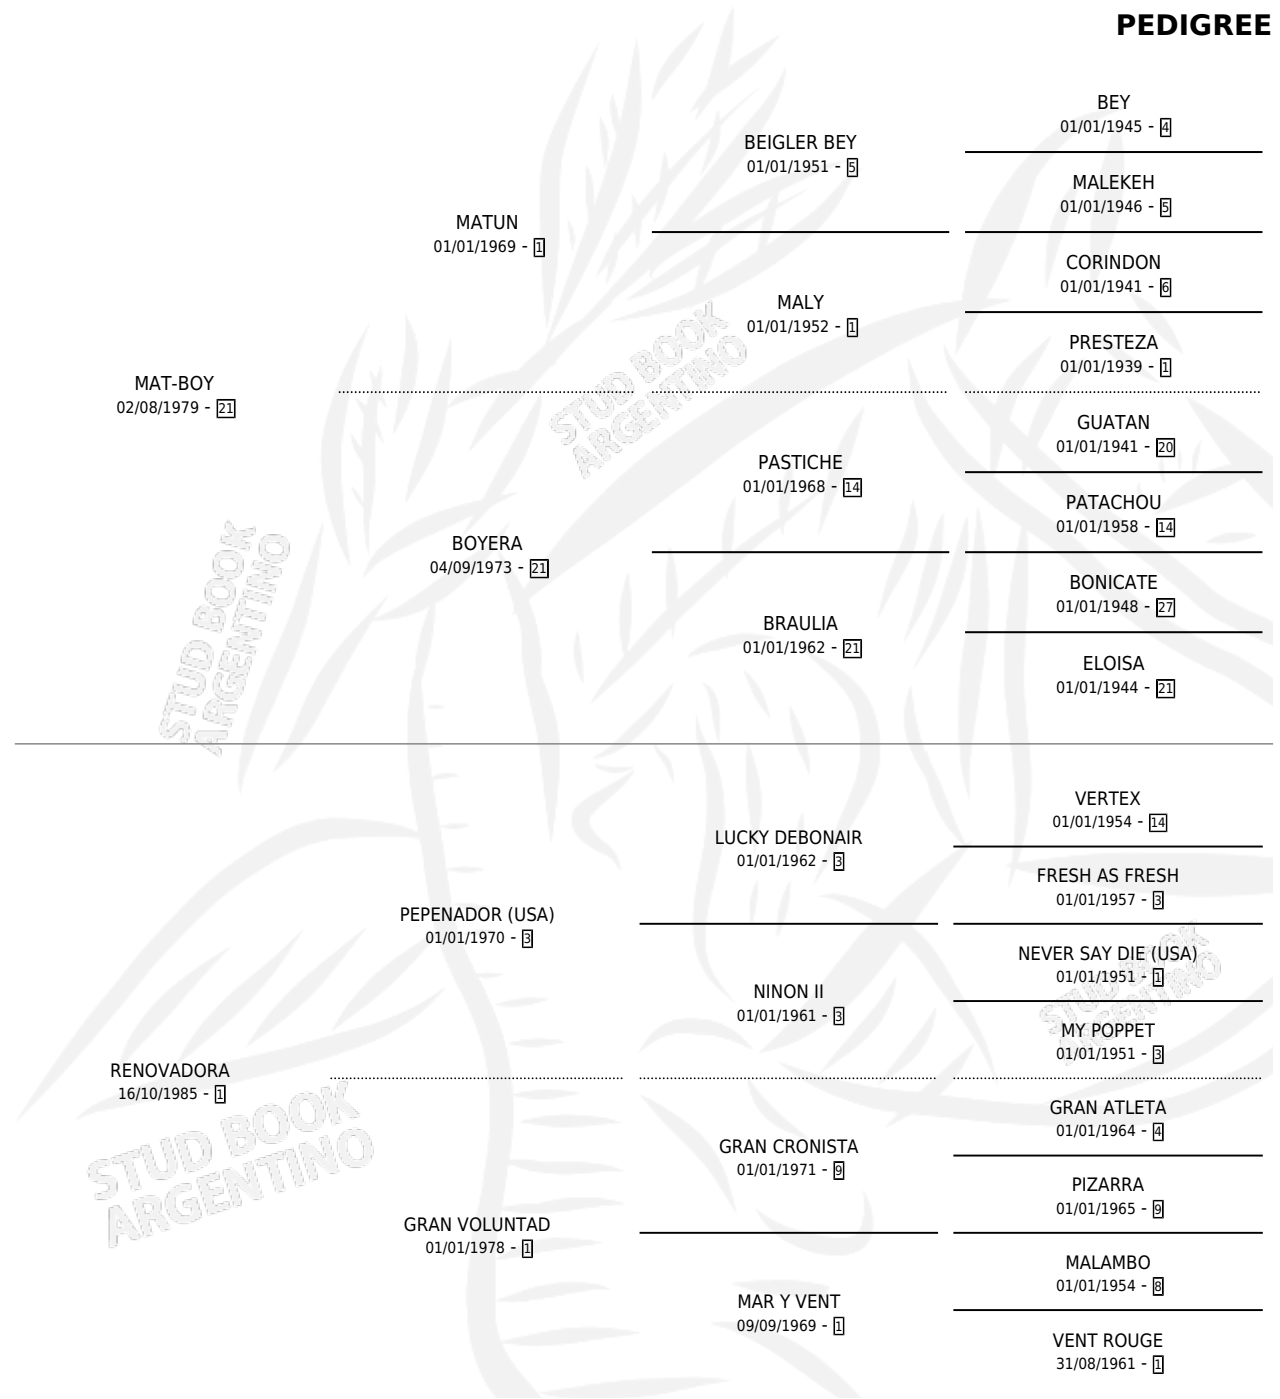 PEDIGREE
BEY
01/01/1945 - 4
BEIGLER BEY
01/01/1951 - 5
MALEKEH
01/01/1946 - 5
MATUN
01/01/1969 - 1
CORINDON
01/01/1941 - 6
MALY
01/01/1952 - 1
PRESTEZA
01/01/1939 - 1
MAT-BOY
02/08/1979 - 21
GUATAN
01/01/1941 - 20
PASTICHE
01/01/1968 - 14
PATACHOU
01/01/1958 - 14
BOYERA
04/09/1973 - 21
BONICATE
01/01/1948 - 27
BRAULIA
01/01/1962 - 21
ELOISA
01/01/1944 - 21
VERTEX
01/01/1954 - 14
LUCKY DEBONAIR
01/01/1962 - 3
FRESH AS FRESH
01/01/1957 - 3
PEPENADOR (USA)
01/01/1970 - 3
NEVER SAY DIE (USA)
01/01/1951 - 1
NINON II
01/01/1961 - 3
MY POPPET
01/01/1951 - 3
RENOVADORA
16/10/1985 - 1
GRAN ATLETA
01/01/1964 - 4
GRAN CRONISTA
01/01/1971 - 9
PIZARRA
01/01/1965 - 9
GRAN VOLUNTAD
01/01/1978 - 1
MALAMBO
01/01/1954 - 8
MAR Y VENT
09/09/1969 - 1
VENT ROUGE
31/08/1961 - 1
STUD BOOK
ARGENTINO
STUD BOOK
ARGENTINO
STUD BOOK
ARGENTINO
STUD BOOK
ARGENTINO